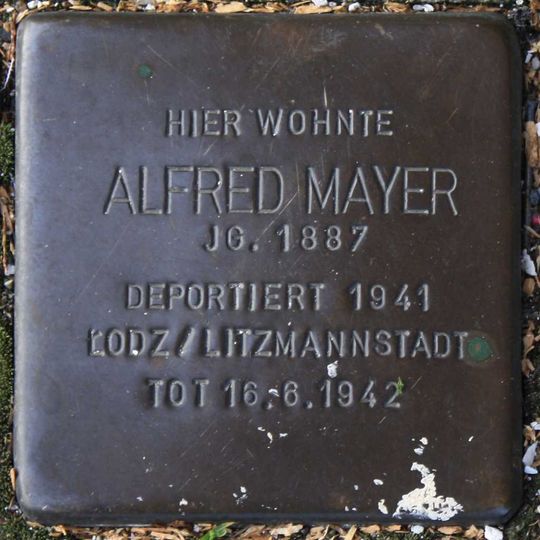 HIER WOHNTE
ALFRED MAYER
JG. 1887
DEPORTIERT 1941
ŁODZ/LITZMANNSTADT
TOT 16.6.1942